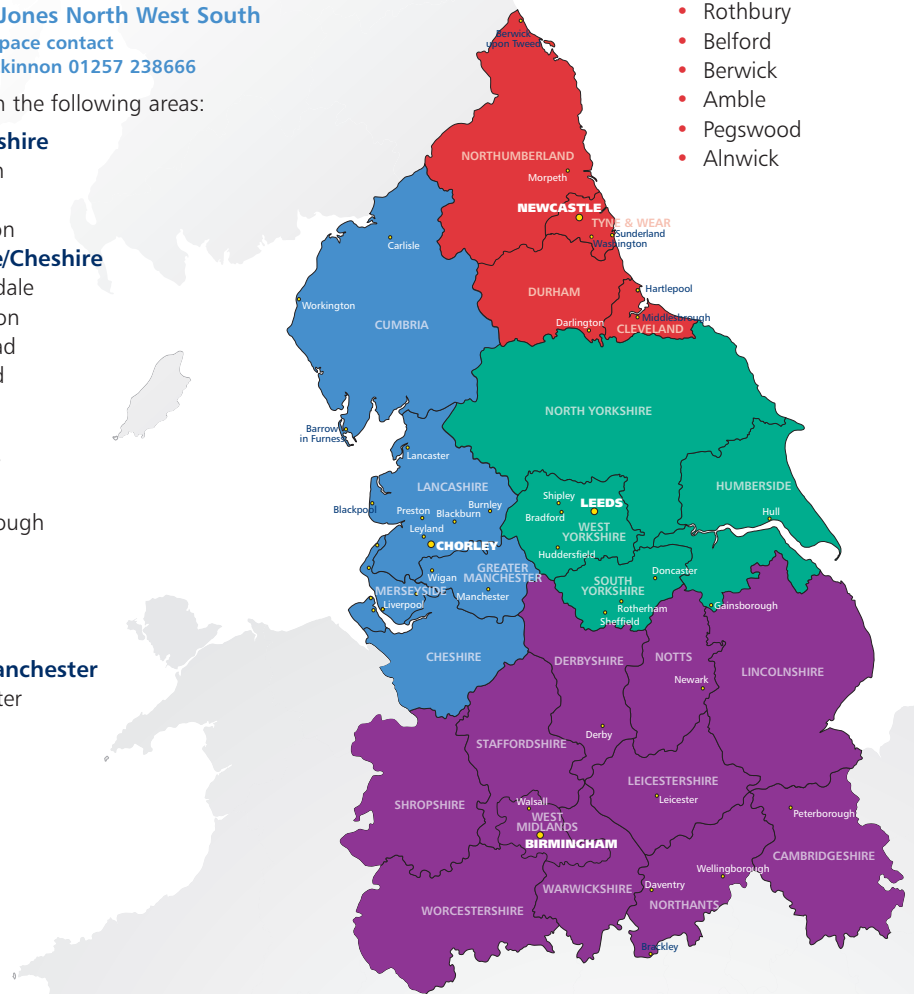 Jones North West South
pace contact
kinnon 01257 238666
n the following areas:
shire
n
on
e/Cheshire
dale
on
ad
d
ough
anchester
ter
• Rothbury
• Belford
• Berwick
• Amble
• Pegswood
• Alnwick
Berwick
upon Tweed
NORTHUMBERLAND
Morpeth
NEWCASTLE
TYNE & WEAR
Sunderland
Washington
Carlisle
Workington
CUMBRIA
DURHAM
Hartlepool
Darlington
Middlesbrough
CLEVELAND
NORTH YORKSHIRE
Barrow
in Furness
Lancaster
LANCASHIRE
Blackpool
Preston
Blackburn
Burnley
Leyland
CHORLEY
Shipley
LEEDS
Bradford
WEST
YORKSHIRE
Huddersfield
HUMBERSIDE
Hull
Wigan
GREATER
MANCHESTER
Manchester
MERSEYSIDE
Liverpool
SOUTH
YORKSHIRE
Doncaster
Rotherham
Sheffield
Gainsborough
CHESHIRE
DERBYSHIRE
NOTTS
Newark
LINCOLNSHIRE
STAFFORDSHIRE
Derby
LEICESTERSHIRE
Leicester
SHROPSHIRE
Walsall
WEST
MIDLANDS
BIRMINGHAM
Peterborough
CAMBRIDGESHIRE
WORCESTERSHIRE
WARWICKSHIRE
Wellingborough
Daventry
NORTHANTS
Brackley